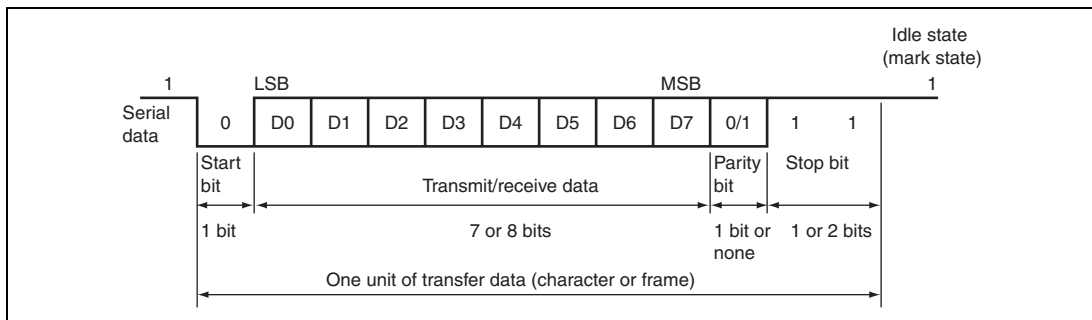 Idle state
(mark state)
1 LSB MSB 1
Serial
data
0 D0 D1 D2 D3 D4 D5 D6 D7 0/1 1 1
Start
bit
Transmit/receive data
Parity
bit
Stop bit
1 bit
7 or 8 bits
1 bit or
none
1 or 2 bits
One unit of transfer data (character or frame)